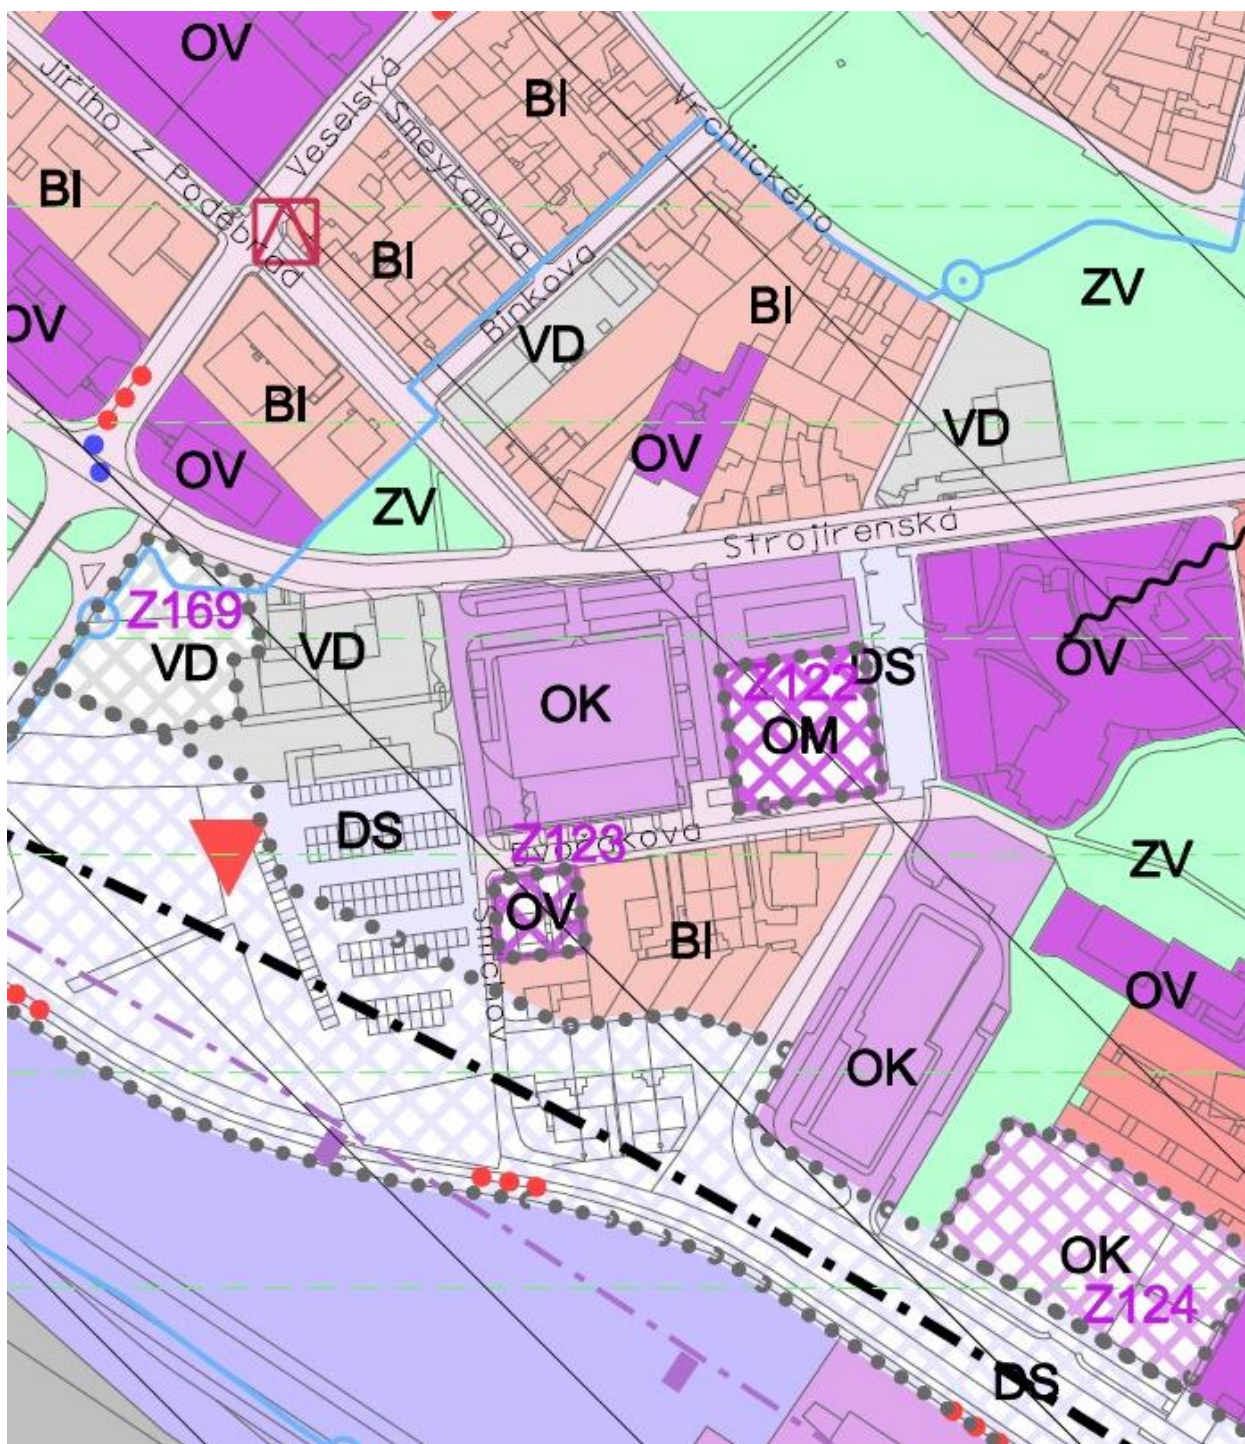 OV
Jiřího z Poděbrad
Veselská
BI
Smeykalova
Vrchlického
BI
BI
Binkova
ZV
OV
VD
BI
BI
VD
OV
OV
ZV
Strojírenská
Z169
VD
VD
OK
Z122
DS
OM
OV
DS
Z123
OV
BI
ZV
OV
OK
OK
Z124
DS